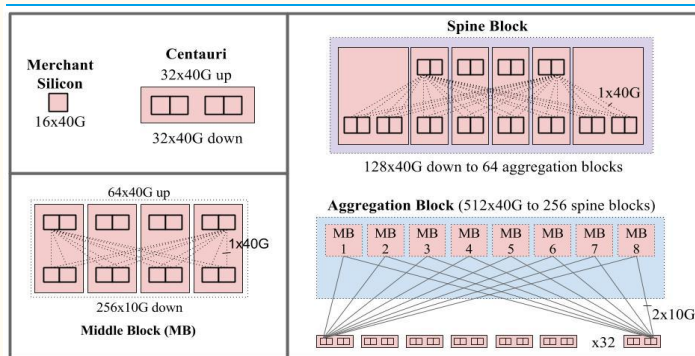 Merchant
Silicon
16x40G
Centauri
32x40G up
32x40G down
64x40G up
1x40G
256x10G down
Middle Block (MB)
Spine Block
1x40G
128x40G down to 64 aggregation blocks
Aggregation Block (512x40G to 256 spine blocks)
MB MB MB MB MB MB MB MB
1 2 3 4 5 6 7 8
2x10G
x32